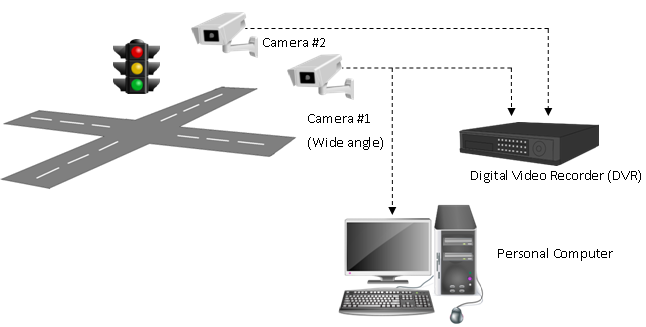 Camera #2
Camera #1
(Wide angle)
Digital Video Recorder (DVR)
Personal Computer